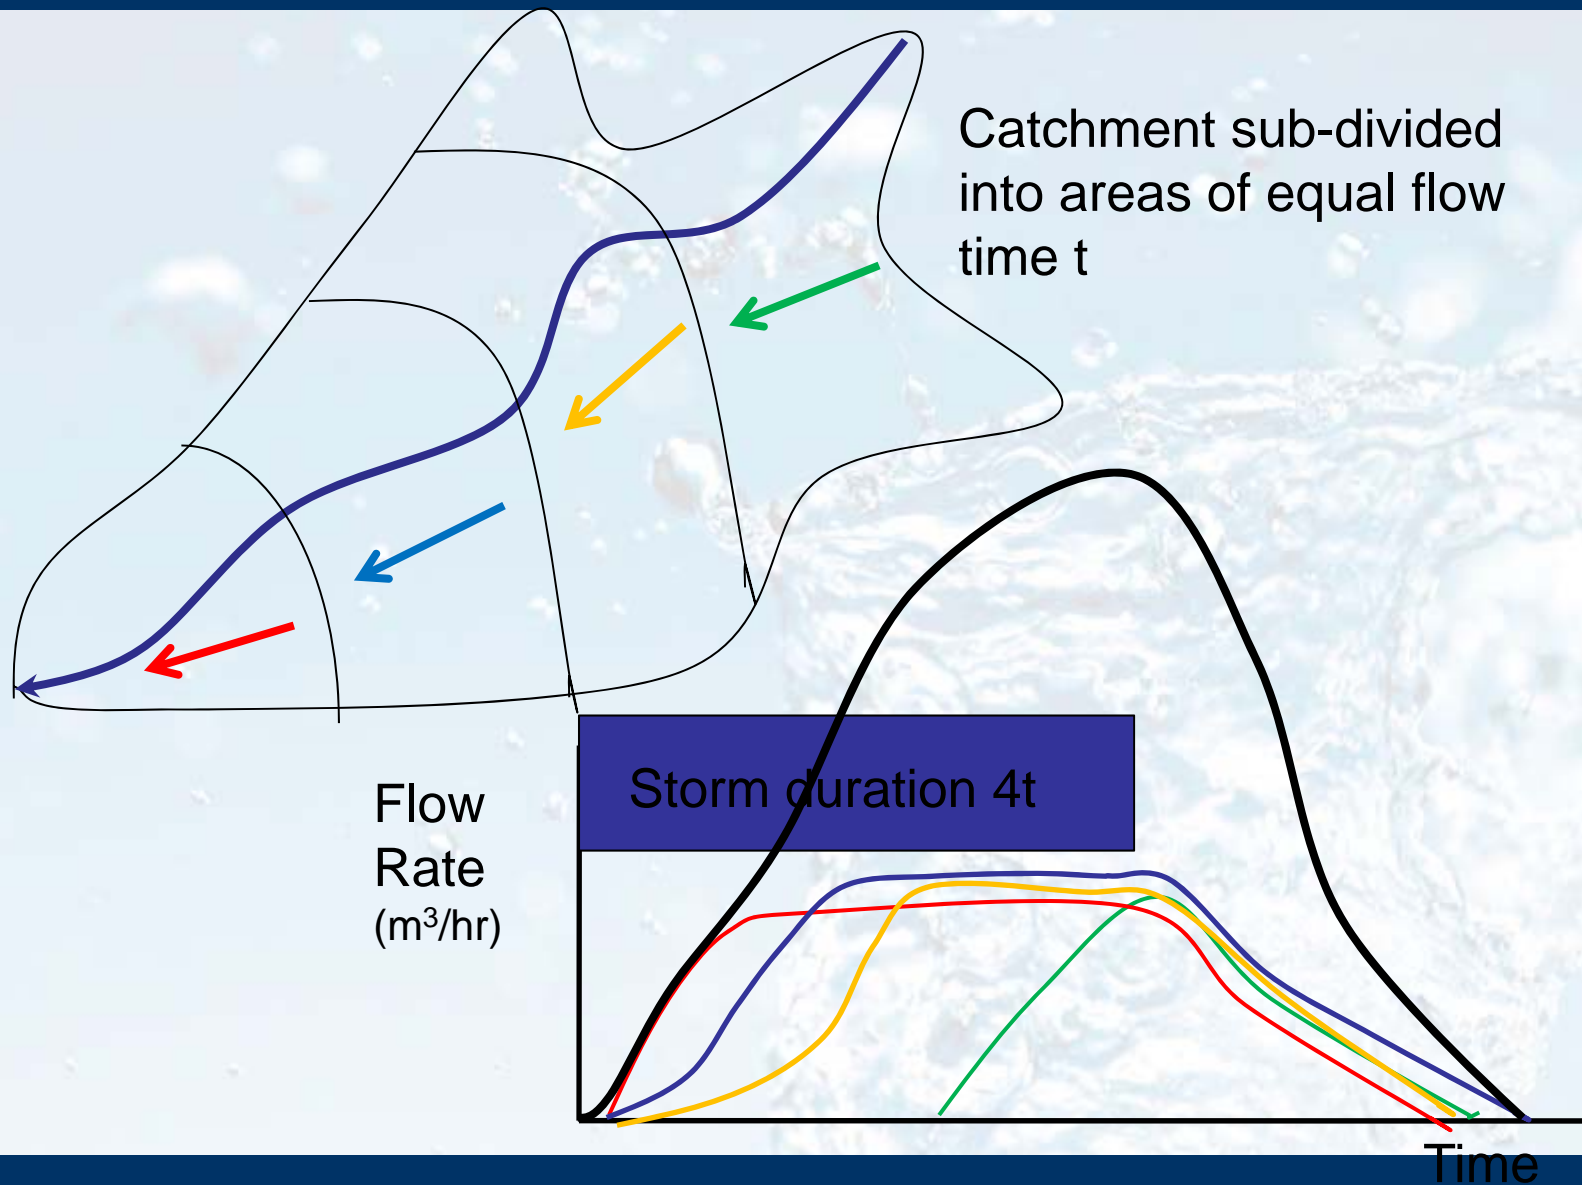 Catchment sub-divided
into areas of equal flow
time t
Storm duration 4t
Flow
Rate
(m³/hr)
Time